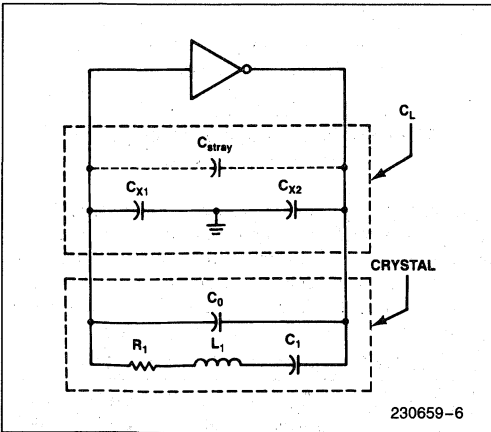 C_L
C_stray
C_X1
C_X2
CRYSTAL
C_0
R_1
L_1
C_1
230659-6